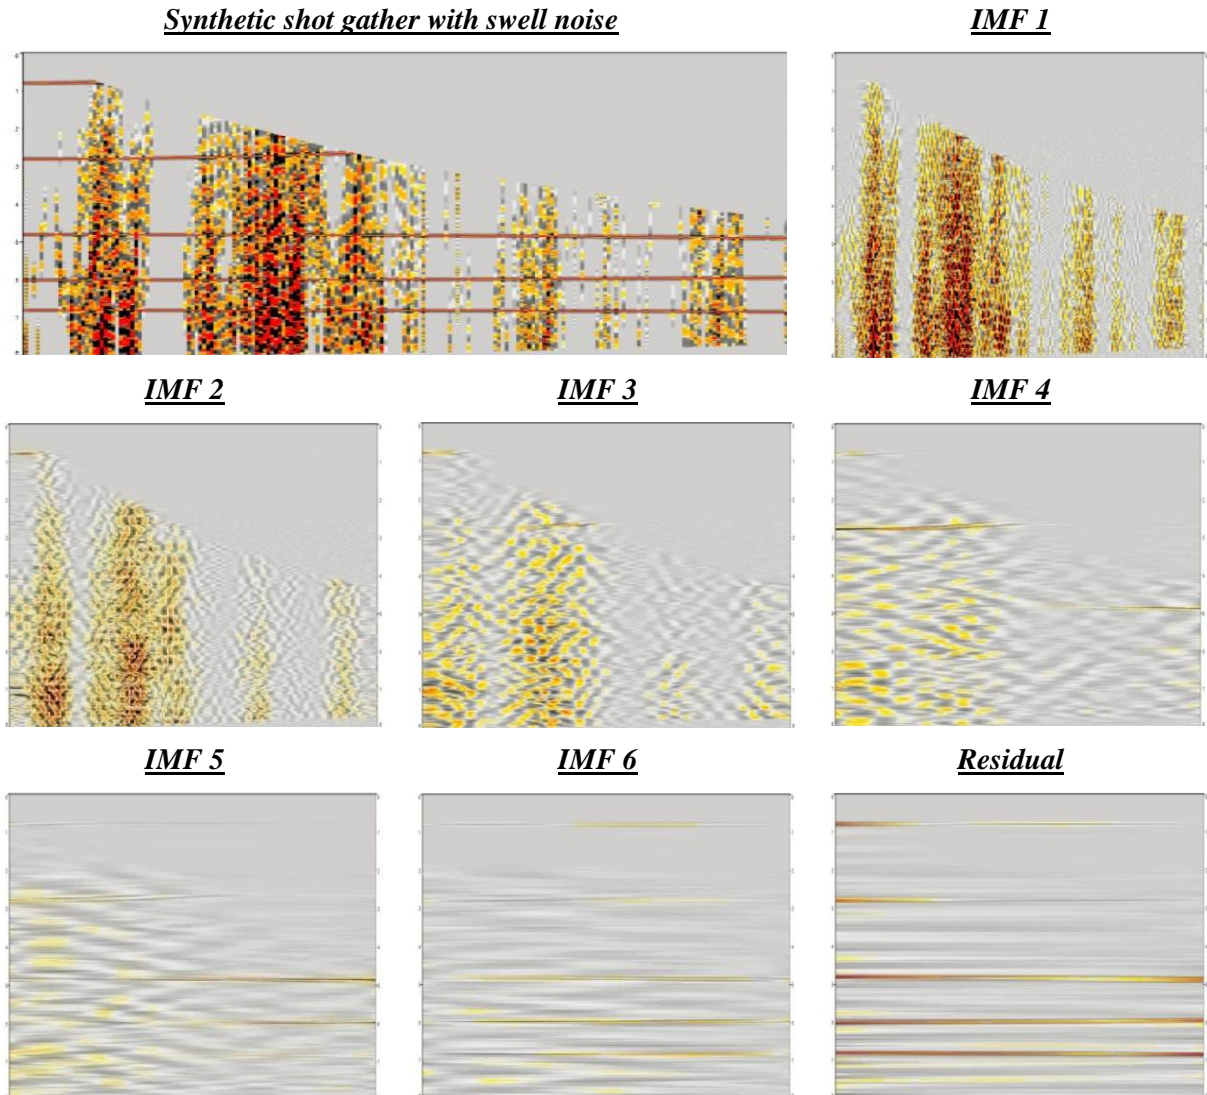 Synthetic shot gather with swell noise
IMF 1
IMF 2
IMF 3
IMF 4
IMF 5
IMF 6
Residual